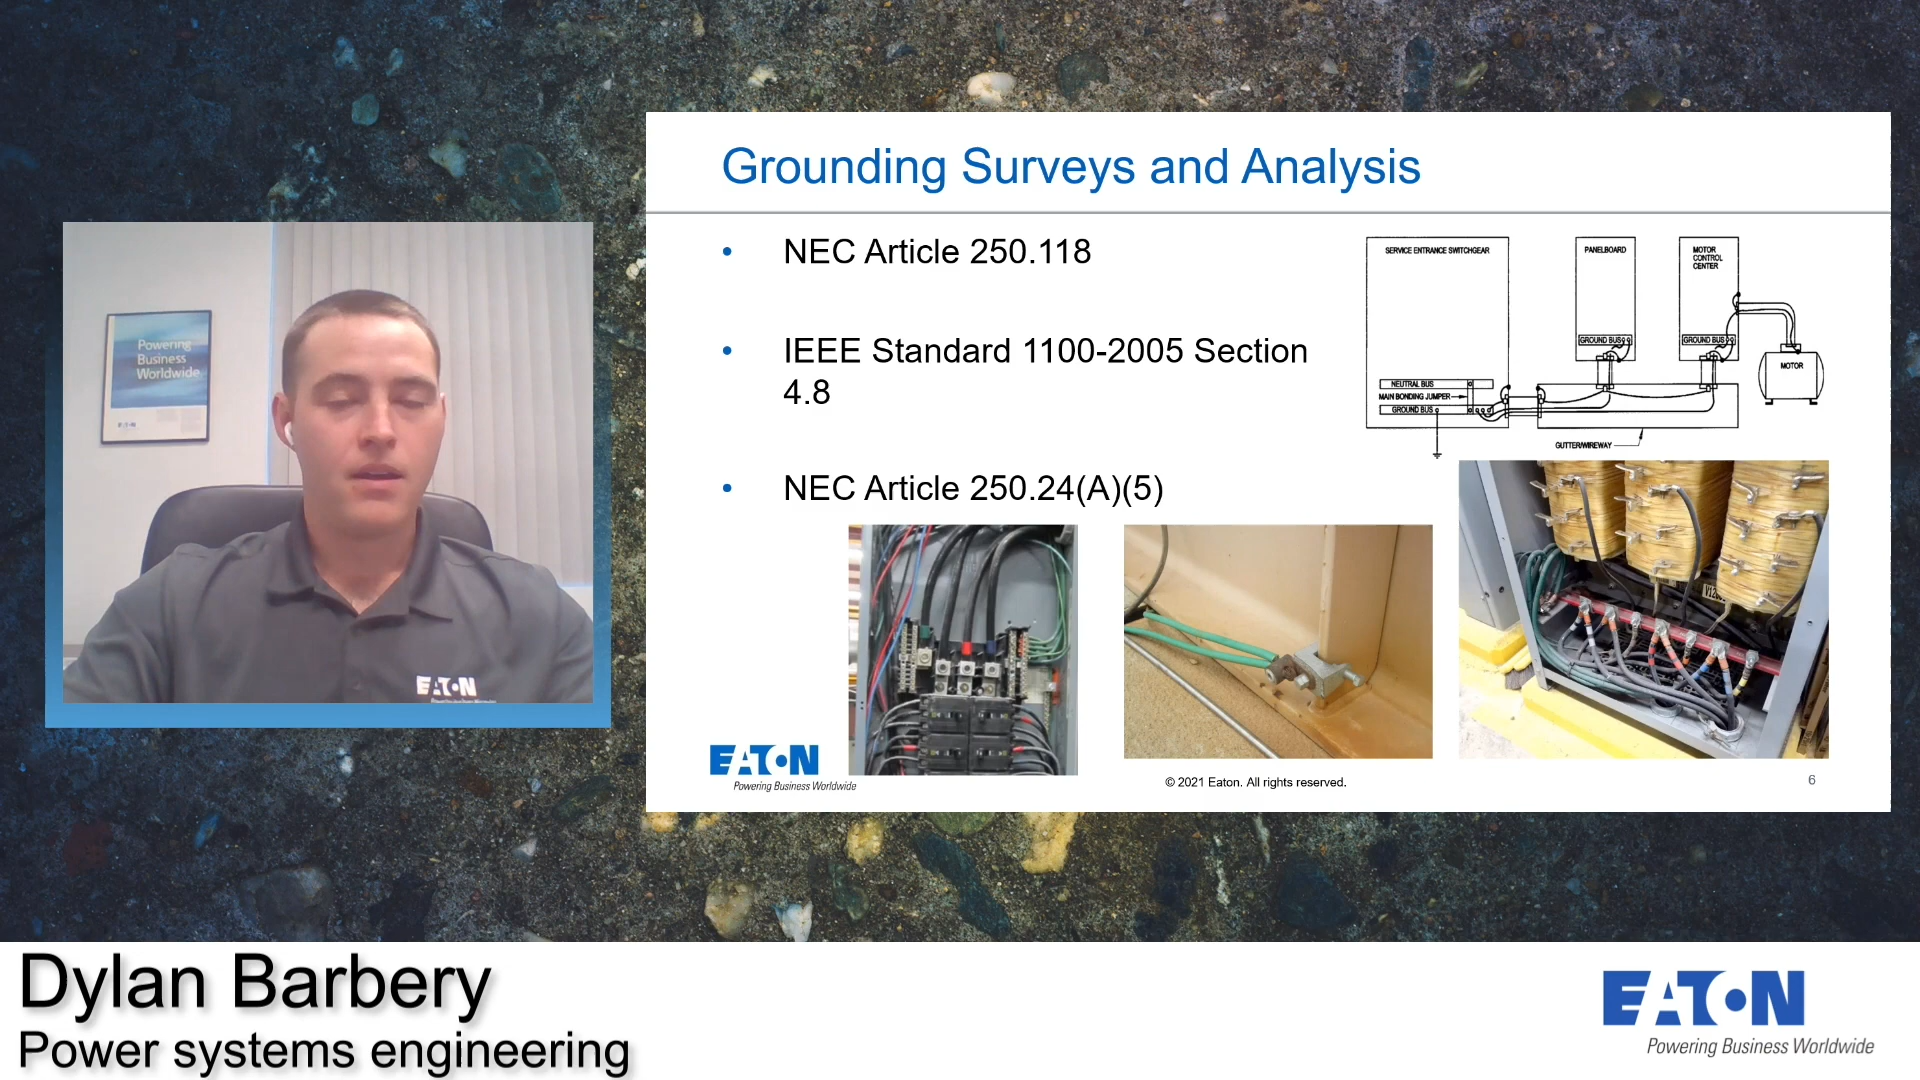 Grounding Surveys and Analysis
• NEC Article 250.118
• IEEE Standard 1100-2005 Section
4.8
• NEC Article 250.24(A)(5)
SERVICE ENTRANCE SWITCHGEAR
PANELBOARD
MOTOR
CONTROL
CENTER
GROUND BUS
GROUND BUS
MOTOR
NEUTRAL BUS
MAIN BONDING JUMPER
GROUND BUS
GUTTER/WIREWAY
EATON
Powering Business Worldwide
© 2021 Eaton. All rights reserved.
6
Powering
Business
Worldwide
EATON
EATON
Dylan Barbery
Power systems engineering
EATON
Powering Business Worldwide